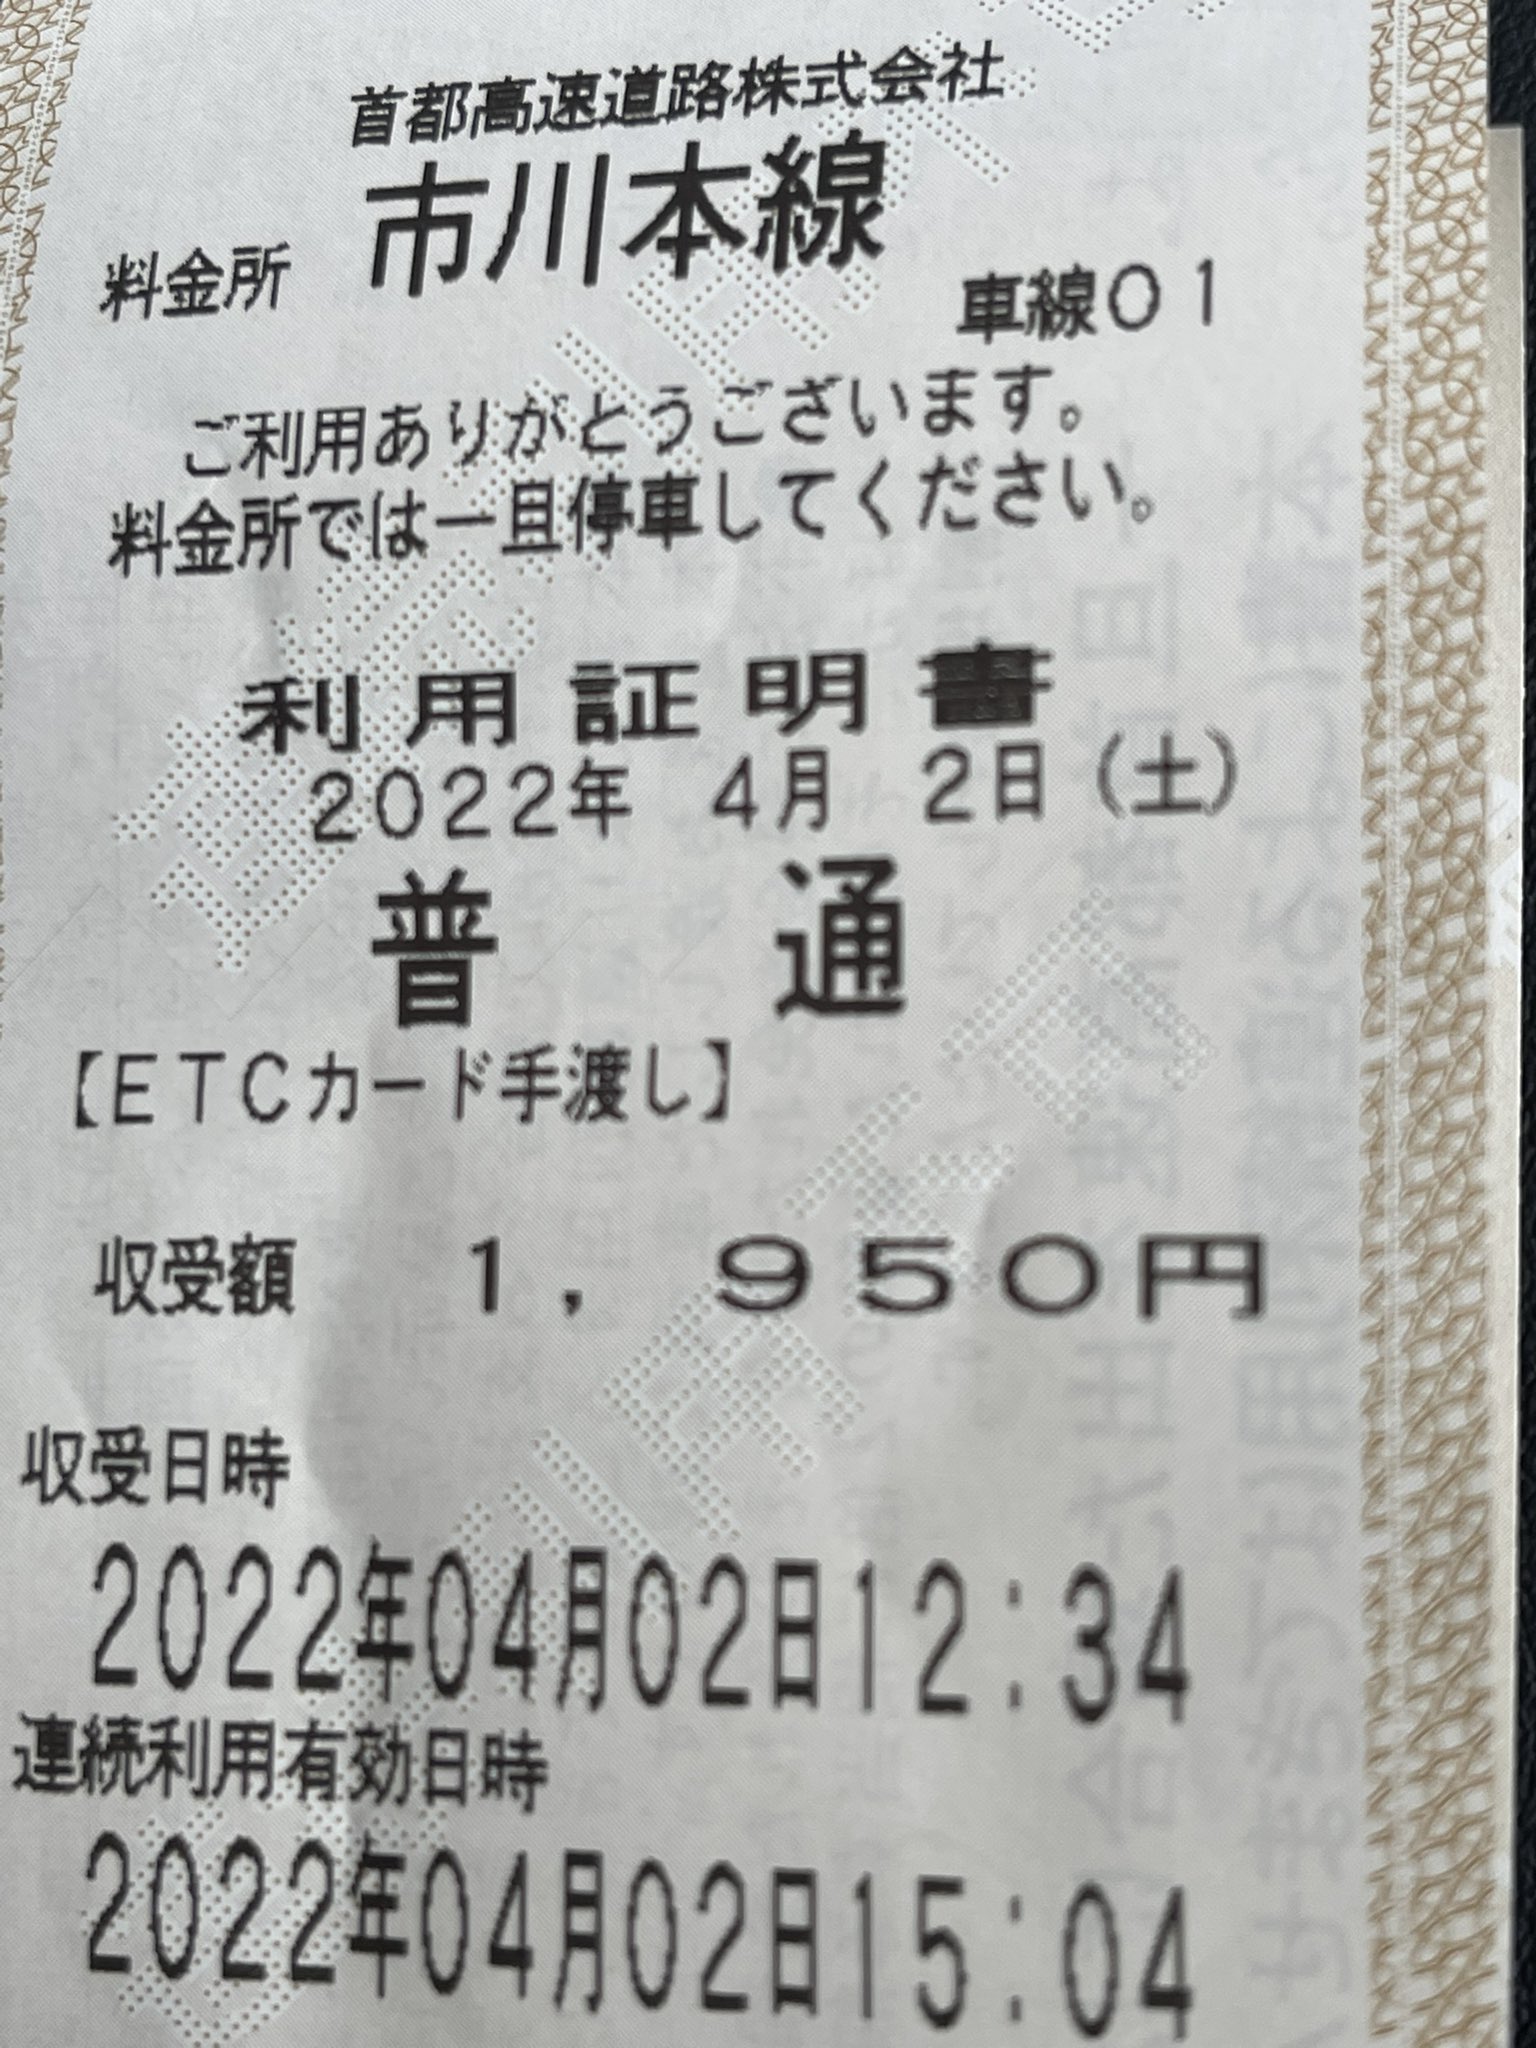 首都高速道路株式会社
料金所 市川本線 車線01
ご利用ありがとうございます。
料金所では一旦停車してください。
利用証明書
2022年 4月 2日(土)
普通
【ETCカード手渡し】
収受額 1,950円
収受日時
2022年04月02日12:34
連続利用有効日時
2022年04月02日15:04